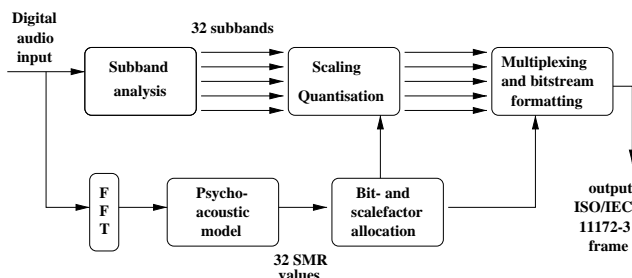 Digital
audio
input
32 subbands
Subband
analysis
Scaling
Quantisation
Multiplexing
and bitstream
formatting
F
F
T
Psycho-
acoustic
model
Bit- and
scalefactor
allocation
32 SMR
values
output
ISO/IEC
11172-3
frame